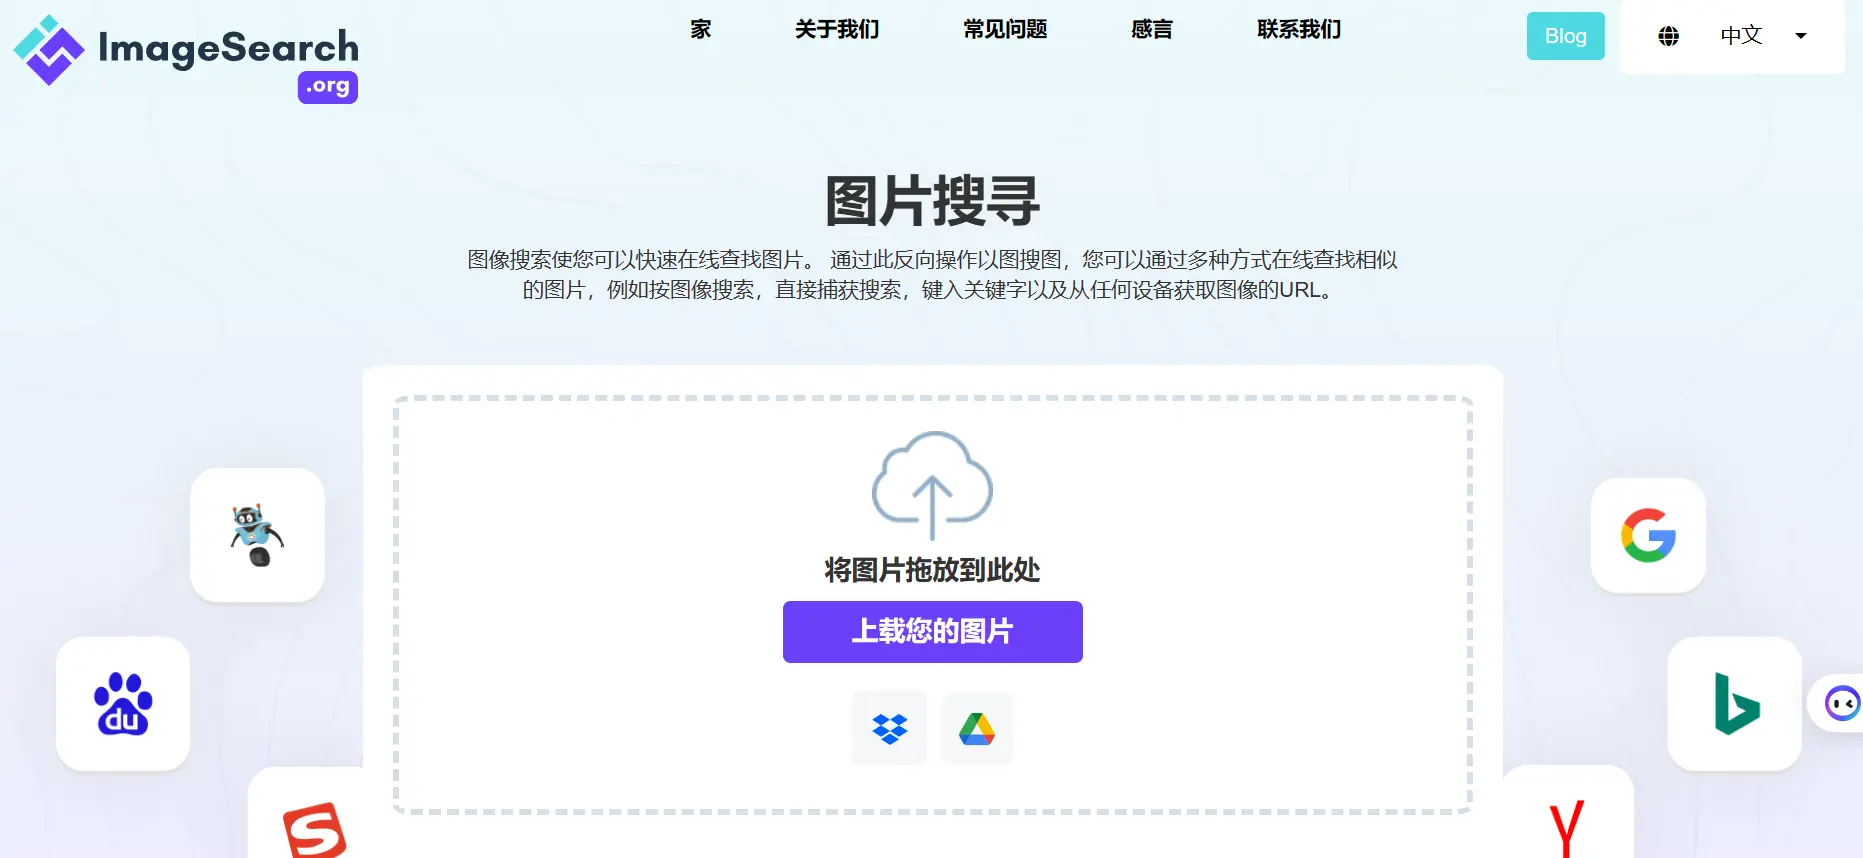 ImageSearch
.org
家
关于我们
常见问题
感言
联系我们
Blog
中文
图片搜寻
图像搜索使您可以快速在线查找图片。 通过此反向操作以图搜图，您可以通过多种方式在线查找相似
的图片，例如按图像搜索，直接捕获搜索，键入关键字以及从任何设备获取图像的URL。
将图片拖放到此处
上载您的图片
du